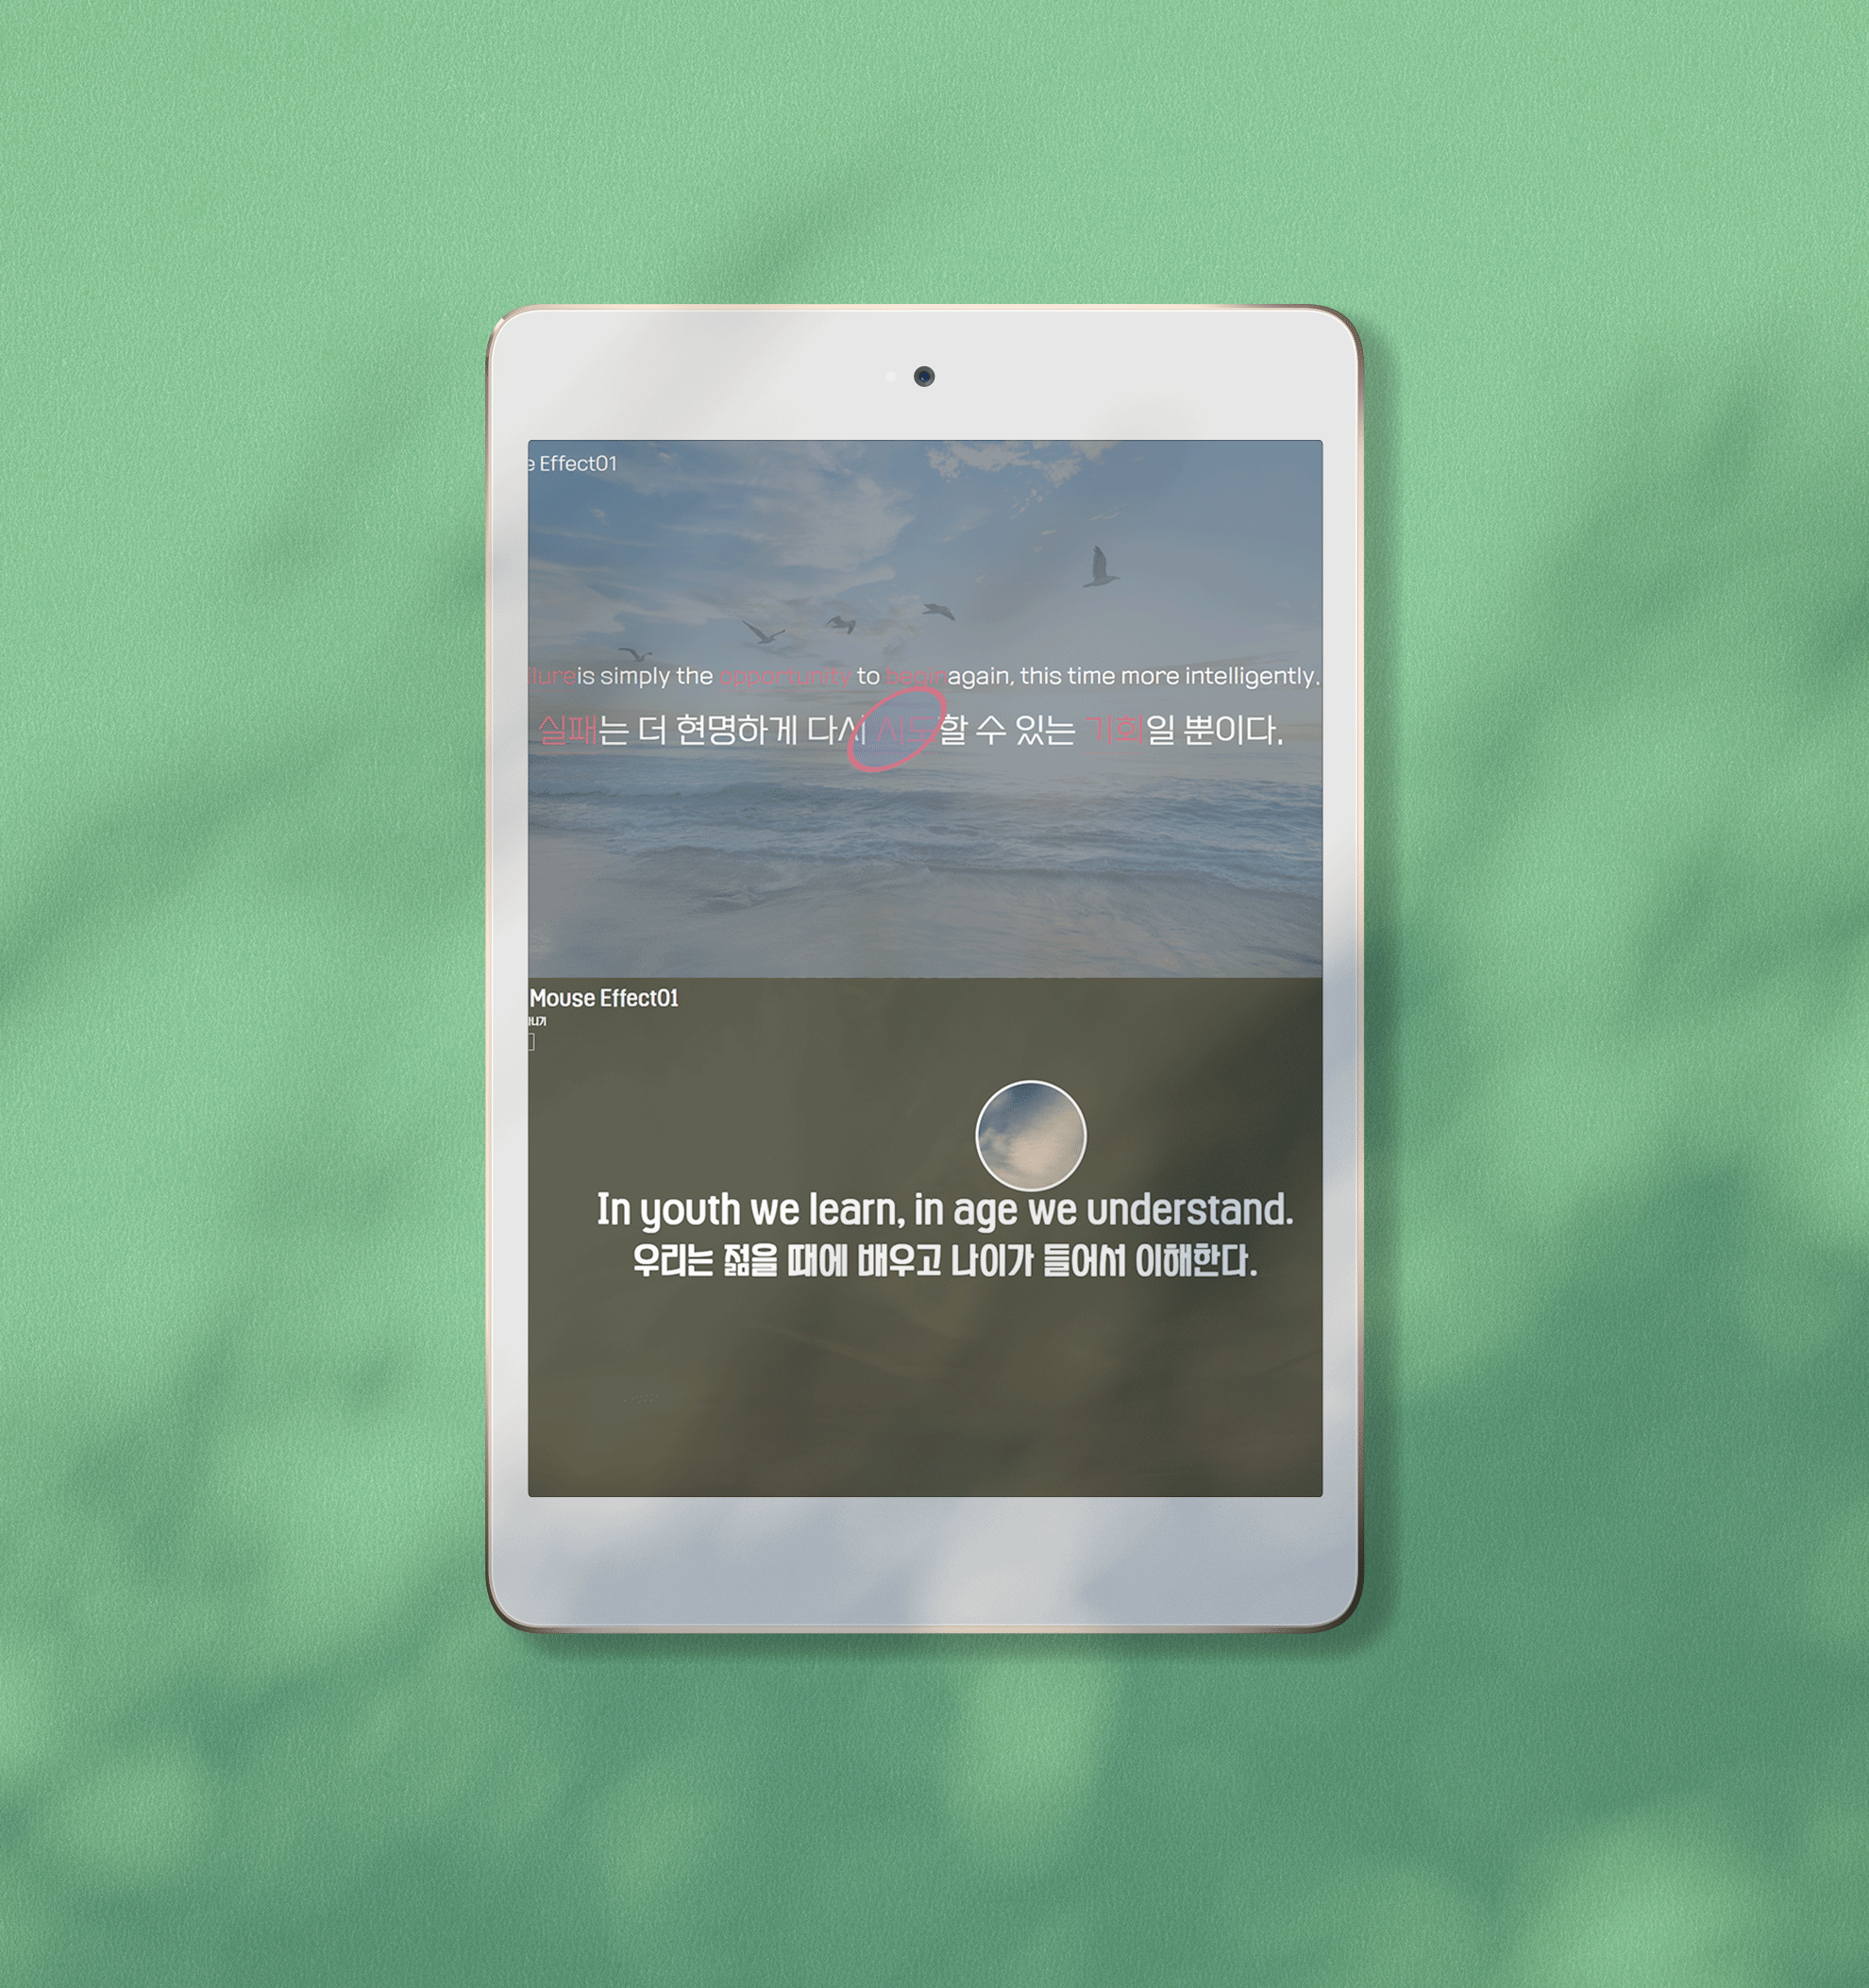 Effect01
is simply the opportunity to begin again, this time more intelligently.
실패는 더 현명하게 다시 시도할 수 있는 기회일 뿐이다.
Mouse Effect01
In youth we learn, in age we understand.
우리는 젊을 때에 배우고 나이가 들어서 이해한다.